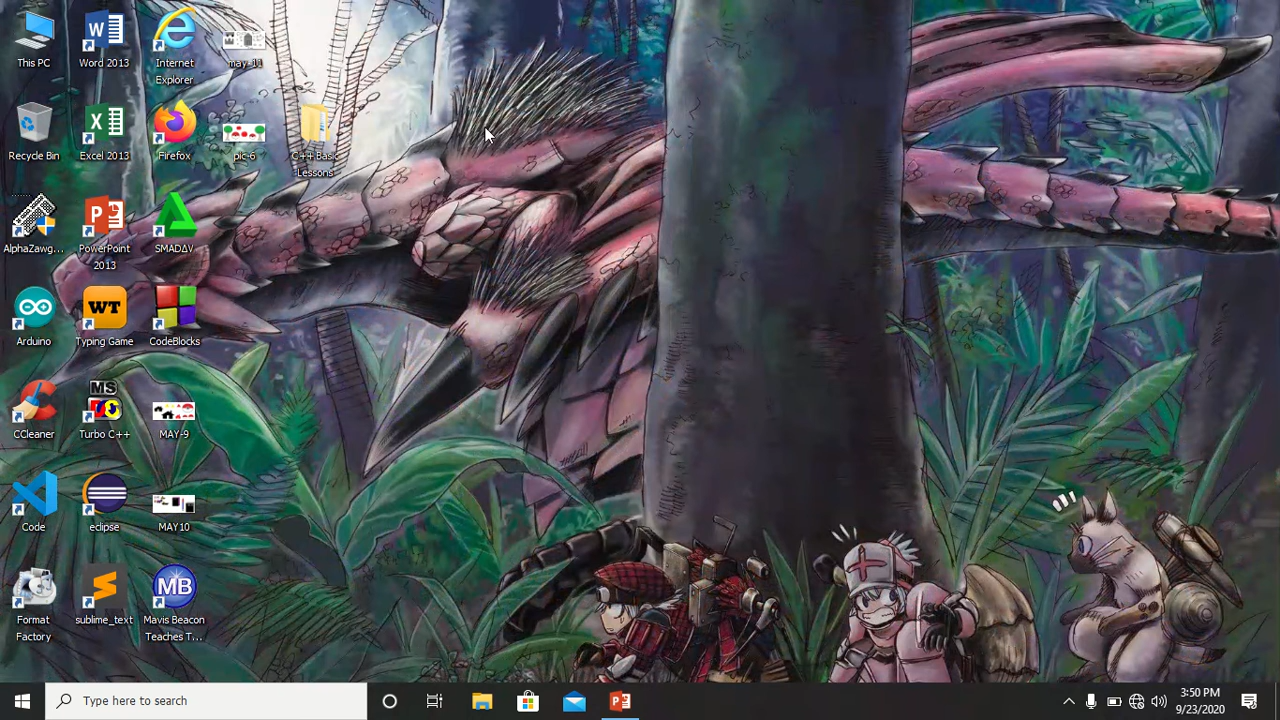 This PC
Word 2013
Internet
Explorer
may-11
Recycle Bin
Excel 2013
Firefox
pic-6
C++Basic
Lessons
AlphaZawg...
PowerPoint
2013
SMADAV
Arduino
WT
Typing Game
CodeBlocks
CCleaner
MS
Turbo C++
MAY-9
Code
eclipse
MAY10
Format
Factory
sublime_text
MB
Mavis Beacon
Teaches T...
Type here to search
3:50 PM
9/23/2020